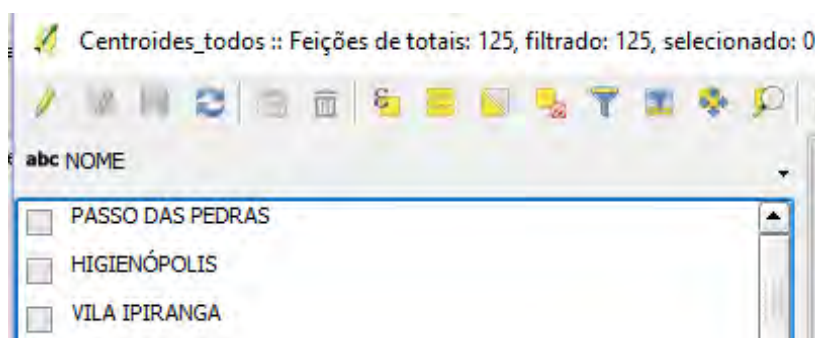 Centroides_todos :: Feições de totais: 125, filtrado: 125, selecionado: 0
ε
abc NOME
PASSO DAS PEDRAS
HIGIENÓPOLIS
VILA IPIRANGA